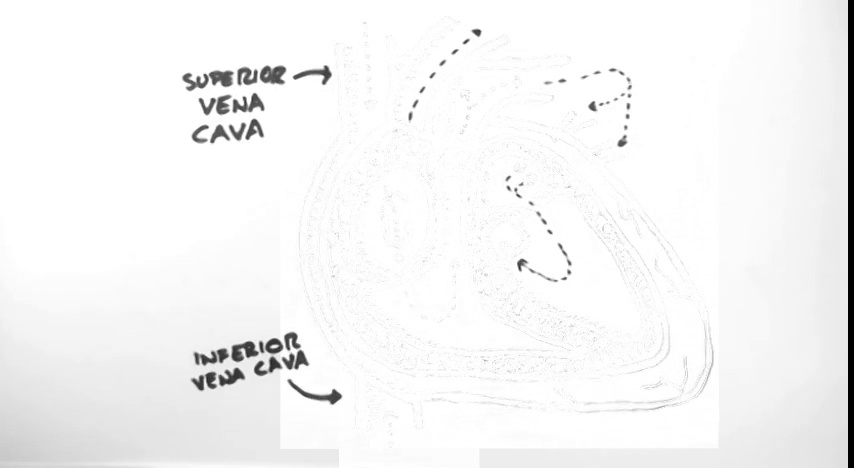 SUPERIOR
VENA
CAVA
INFERIOR
VENA CAVA